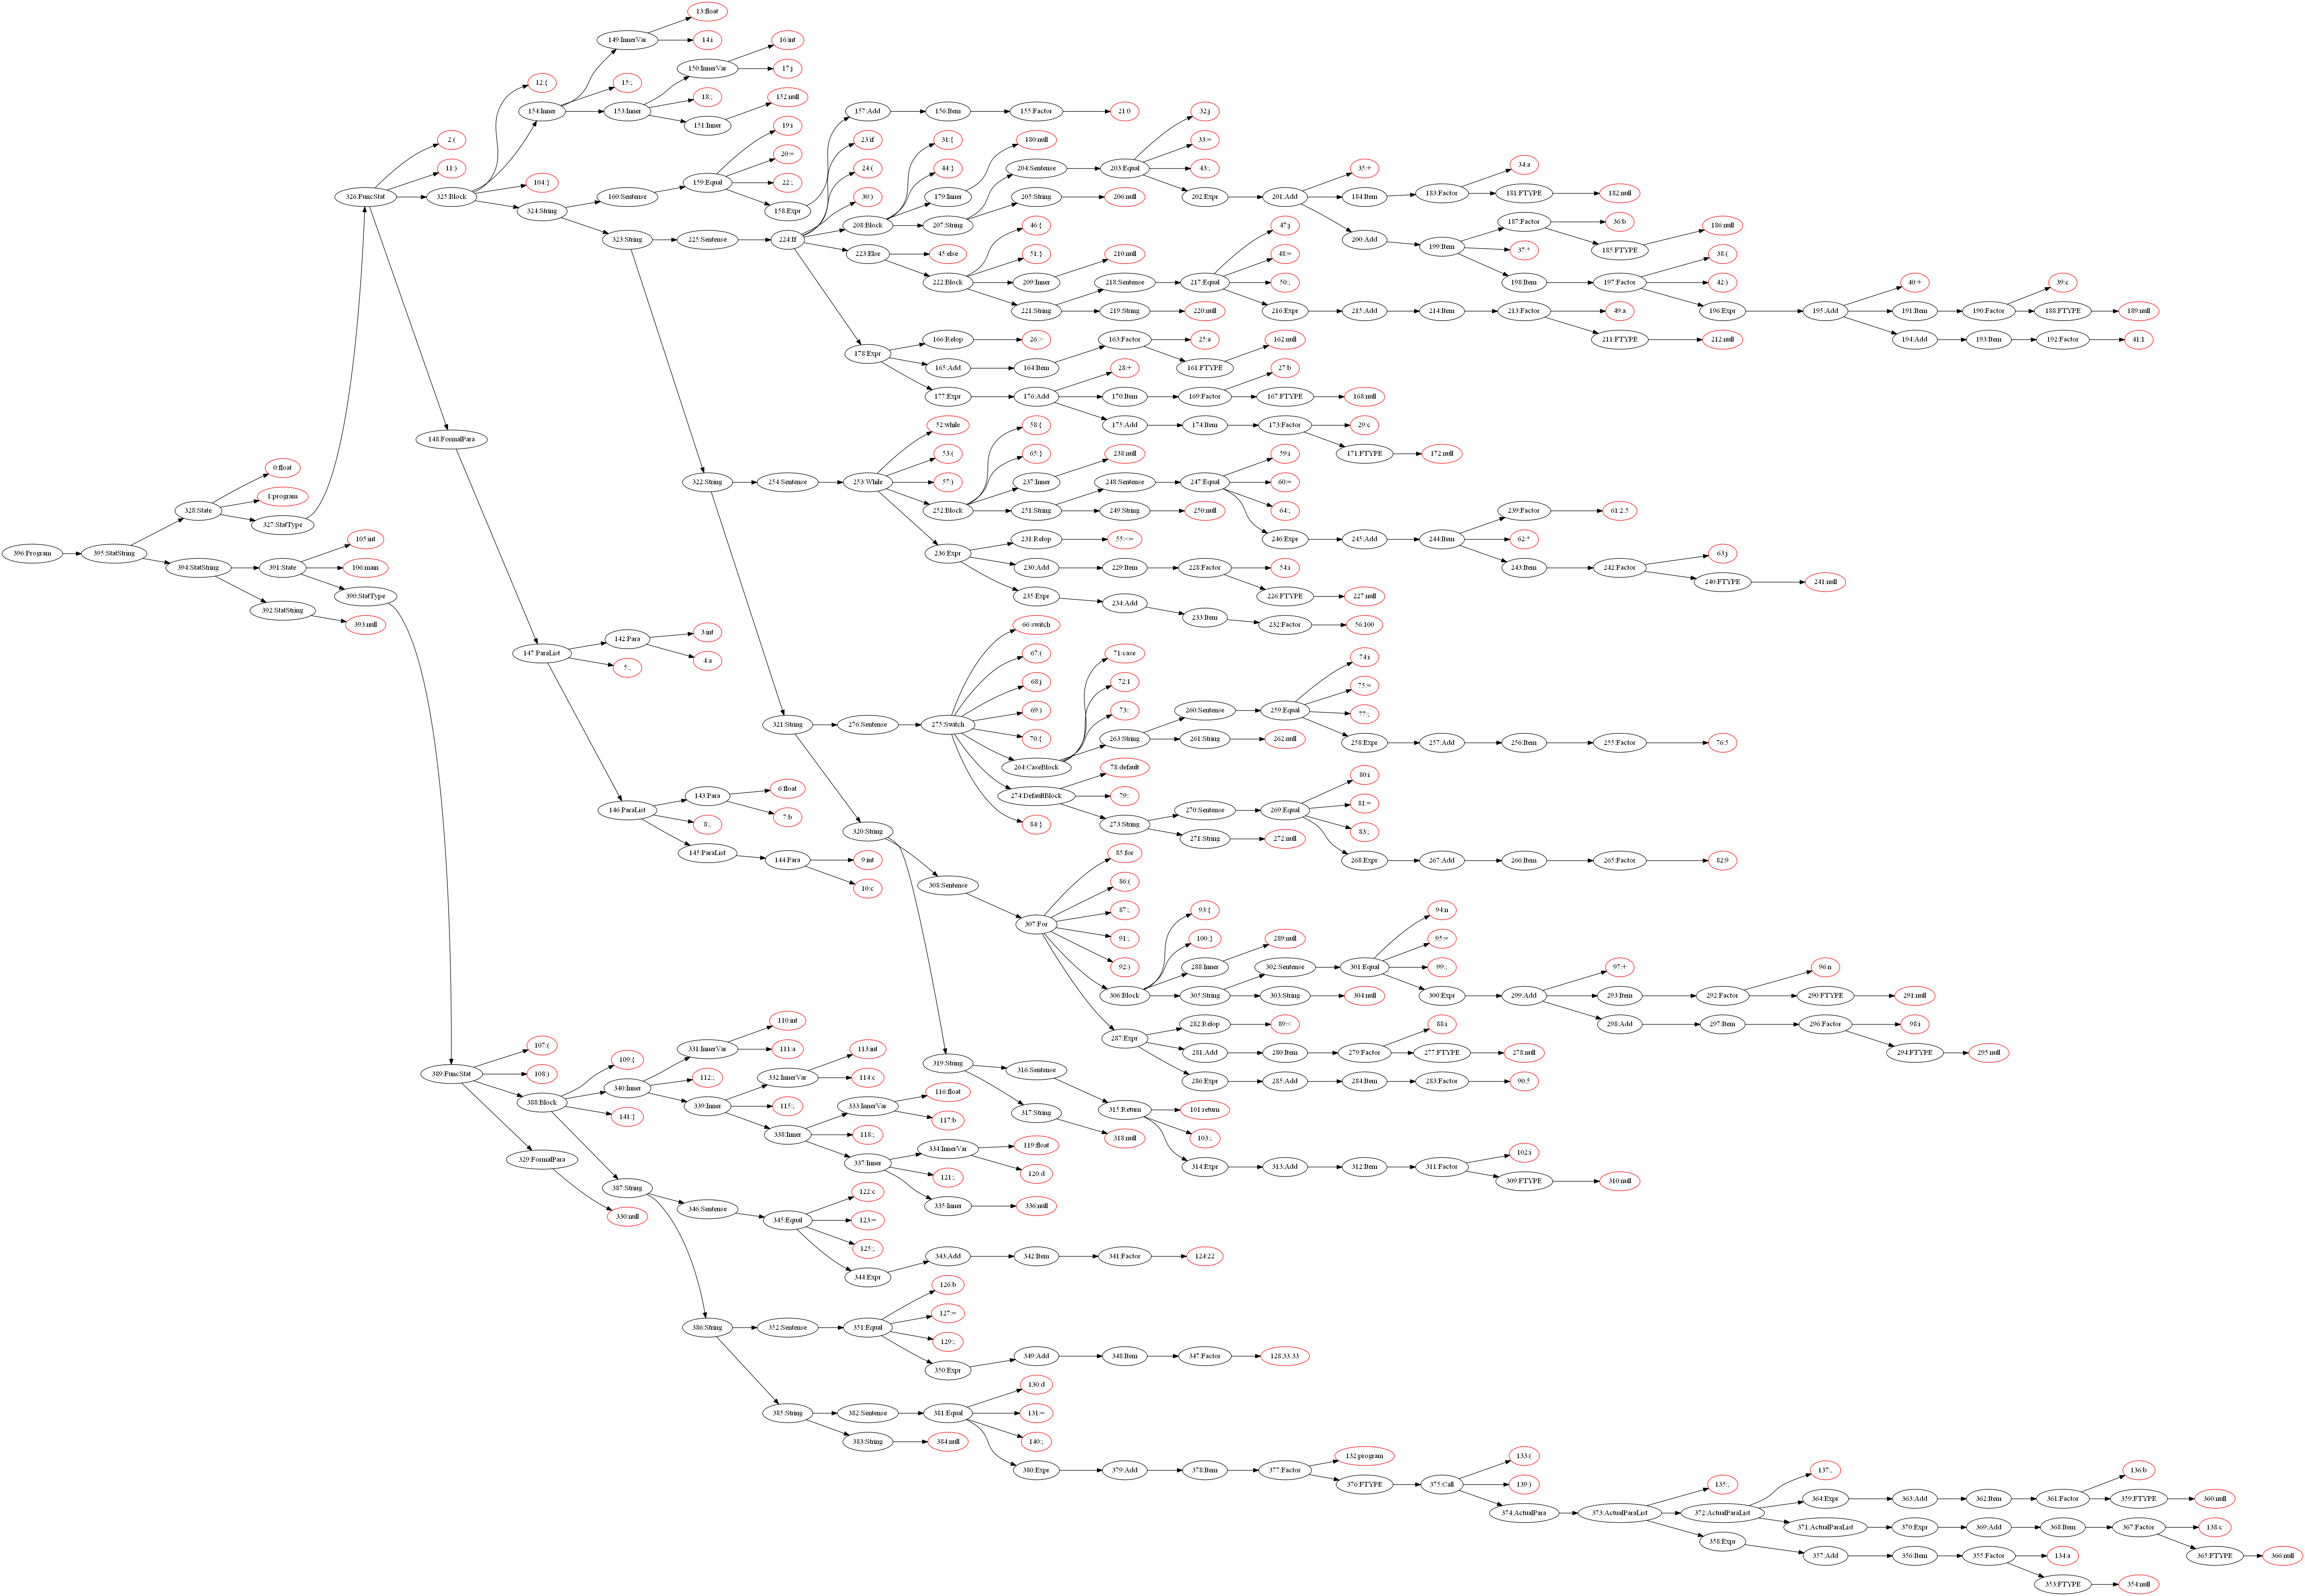 13:float
149:InnerVar
14:i
16:int
150:InnerVar
17:j
12:{
15:;
154:Inner
153:Inner
18:;
152:null
151:Inner
157:Add
156:Item
155:Factor
21:0
32:j
19:i
23:if
31:{
180:null
33:=
2:(
20:=
24:(
44:}
204:Sentence
203:Equal
43:;
35:+
34:a
11:)
104:}
159:Equal
22:;
30:)
179:Inner
205:String
206:null
202:Expr
201:Add
184:Item
183:Factor
181:FTYPE
182:null
326:FuncStat
325:Block
160:Sentence
324:String
158:Expr
208:Block
207:String
46:{
47:j
187:Factor
36:b
186:null
323:String
225:Sentence
224:If
200:Add
199:Item
37:*
185:FTYPE
223:Else
45:else
51:}
210:null
48:=
38:(
222:Block
209:Inner
218:Sentence
217:Equal
50:;
198:Item
197:Factor
42:)
40:+
39:c
221:String
219:String
220:null
216:Expr
215:Add
214:Item
213:Factor
49:a
196:Expr
195:Add
191:Item
190:Factor
188:FTYPE
189:null
166:Relop
26:>
163:Factor
25:a
162:null
211:FTYPE
212:null
194:Add
193:Item
192:Factor
41:1
178:Expr
165:Add
164:Item
161:FTYPE
28:+
27:b
177:Expr
176:Add
170:Item
169:Factor
167:FTYPE
168:null
52:while
58:{
175:Add
174:Item
173:Factor
29:c
148:FormalPara
53:(
65:}
238:null
59:i
171:FTYPE
172:null
0:float
322:String
254:Sentence
253:While
57:)
237:Inner
248:Sentence
247:Equal
60:=
1:program
328:State
252:Block
251:String
249:String
250:null
64:;
239:Factor
61:2.5
327:StatType
105:int
231:Relop
55:<=
246:Expr
245:Add
244:Item
62:*
396:Program
395:StatString
236:Expr
63:j
394:StatString
391:State
106:main
230:Add
229:Item
228:Factor
54:i
243:Item
242:Factor
240:FTYPE
241:null
392:StatString
390:StatType
235:Expr
234:Add
226:FTYPE
227:null
393:null
233:Item
232:Factor
56:100
66:switch
142:Para
3:int
147:ParaList
67:(
71:case
74:i
5:,
4:a
68:j
72:1
75:=
321:String
276:Sentence
275:Switch
69:)
73::
260:Sentence
259:Equal
77:;
70:{
263:String
261:String
262:null
258:Expr
257:Add
256:Item
255:Factor
76:5
264:CaseBlock
78:default
80:i
143:Para
6:float
274:DefaultBlock
79::
270:Sentence
269:Equal
81:=
146:ParaList
8:,
7:b
84:}
273:String
83:;
320:String
271:String
272:null
145:ParaList
144:Para
9:int
85:for
268:Expr
267:Add
266:Item
265:Factor
82:9
10:c
308:Sentence
86:(
307:For
87:;
93:{
94:n
91:;
100:}
289:null
95:=
92:)
288:Inner
302:Sentence
301:Equal
99:;
97:+
96:n
306:Block
305:String
303:String
304:null
300:Expr
299:Add
293:Item
292:Factor
290:FTYPE
291:null
110:int
287:Expr
282:Relop
89:<
88:i
298:Add
297:Item
296:Factor
98:i
107:(
331:InnerVar
111:a
113:int
281:Add
280:Item
279:Factor
277:FTYPE
278:null
294:FTYPE
295:null
389:FuncStat
108:)
109:{
112:;
332:InnerVar
114:c
319:String
316:Sentence
286:Expr
285:Add
284:Item
283:Factor
90:5
388:Block
340:Inner
339:Inner
115:;
333:InnerVar
116:float
315:Return
101:return
141:}
338:Inner
118:;
117:b
317:String
103:;
318:null
329:FormalPara
337:Inner
334:InnerVar
119:float
314:Expr
313:Add
312:Item
311:Factor
102:i
121:;
120:d
309:FTYPE
310:null
387:String
122:c
335:Inner
336:null
330:null
346:Sentence
345:Equal
123:=
125:;
343:Add
342:Item
341:Factor
124:22
344:Expr
126:b
127:=
386:String
352:Sentence
351:Equal
129:;
349:Add
348:Item
347:Factor
128:33.33
350:Expr
130:d
385:String
382:Sentence
381:Equal
131:=
383:String
384:null
140:;
132:program
133:(
380:Expr
379:Add
378:Item
377:Factor
137:,
136:b
376:FTYPE
375:Call
139:)
135:,
364:Expr
363:Add
362:Item
361:Factor
359:FTYPE
360:null
374:ActualPara
373:ActualParaList
372:ActualParaList
371:ActualParaList
370:Expr
369:Add
368:Item
367:Factor
138:c
358:Expr
357:Add
356:Item
355:Factor
134:a
365:FTYPE
366:null
353:FTYPE
354:null